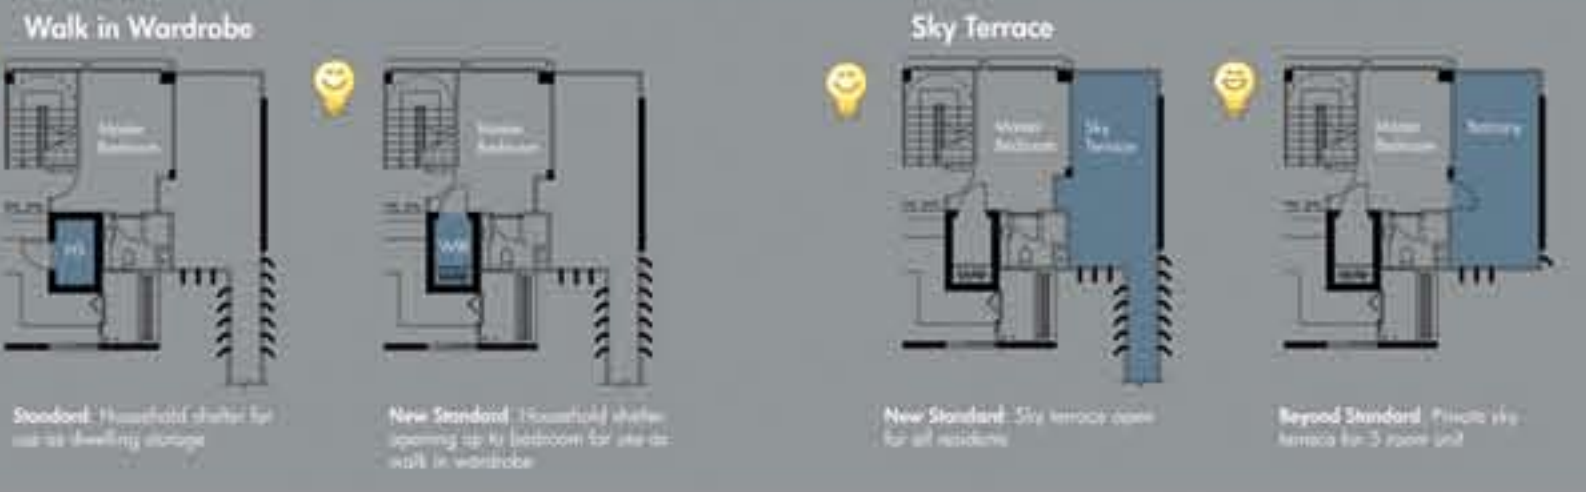 Walk in Wardrobe
Sky Terrace
Master
Bedroom
HS
Master
Bedroom
WIW
Master
Bedroom
Sky
Terrace
Master
Bedroom
Balcony
Standard: Household shelter for
use as dwelling storage
New Standard: Household shelter
opening up to bedroom for use as
walk in wardrobe
New Standard: Sky terrace open
for all residents
Beyond Standard: Private sky
terrace for 5 room unit